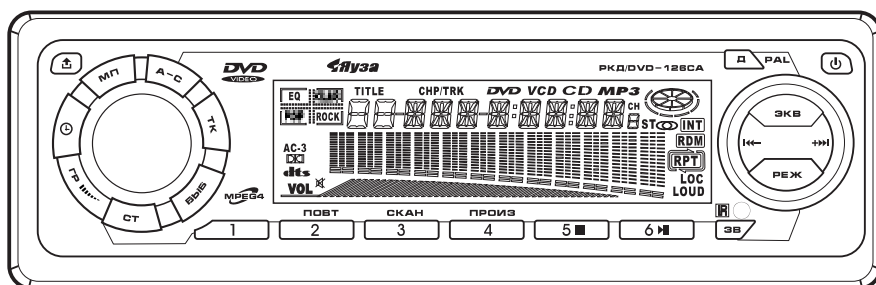 МП
А-С
ТК
ВЫБ
СТ
ГР
DVD
VIDEO
Яуза
РКД/DVD-126СА
Д PAL
EQ
ROCK
TITLE CHP/TRK DVD VCD CD MP3
CH
ST INT
RDM
RPT
LOC
LOUD
AC-3
dts
VOL
MPEG4
ЭКВ
РЕЖ
IR
ЗВ
ПОВТ СКАН ПРОИЗ
1 2 3 4 5 6